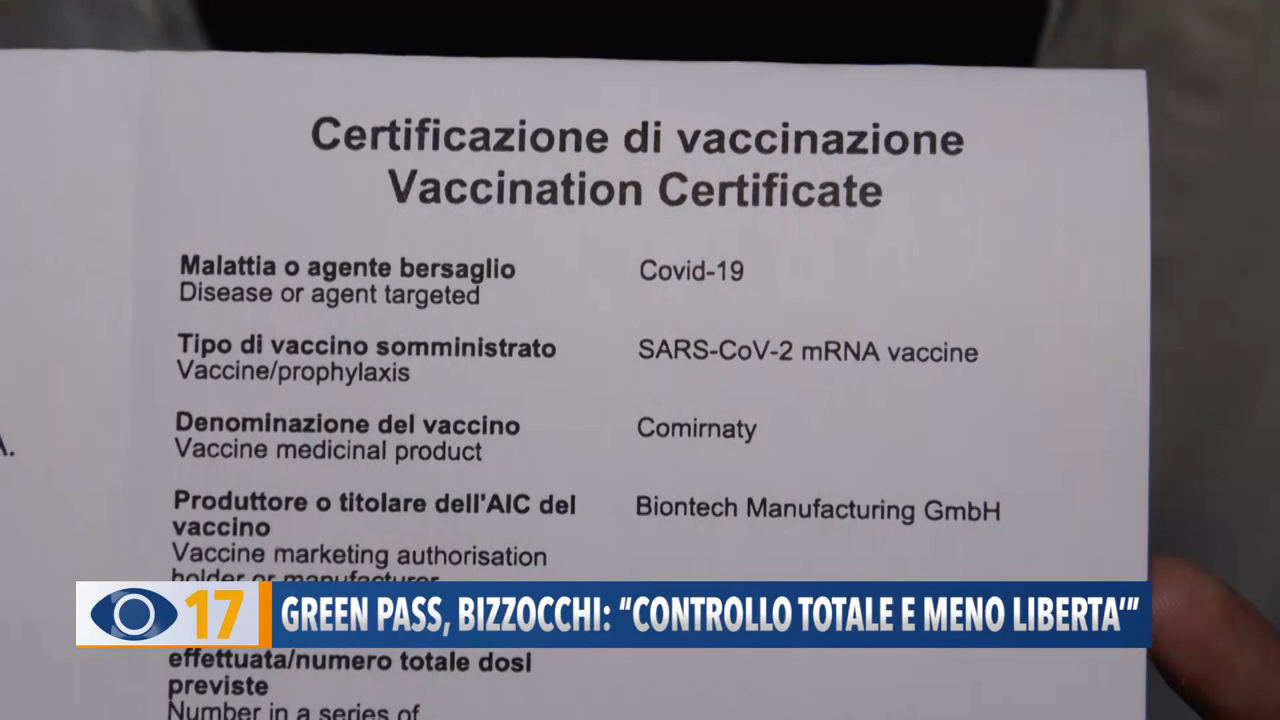 Certificazione di vaccinazione
Vaccination Certificate
Malattia o agente bersaglio
Disease or agent targeted
Covid-19
Tipo di vaccino somministrato
Vaccine/prophylaxis
SARS-CoV-2 mRNA vaccine
Denominazione del vaccino
Vaccine medicinal product
Comirnaty
A.
Produttore o titolare dell'AIC del
vaccino
Biontech Manufacturing GmbH
Vaccine marketing authorisation
holder or manufacturer
17
GREEN PASS, BIZZOCCHI: “CONTROLLO TOTALE E MENO LIBERTA’”
effettuata/numero totale dosi
previste
Number in a series of